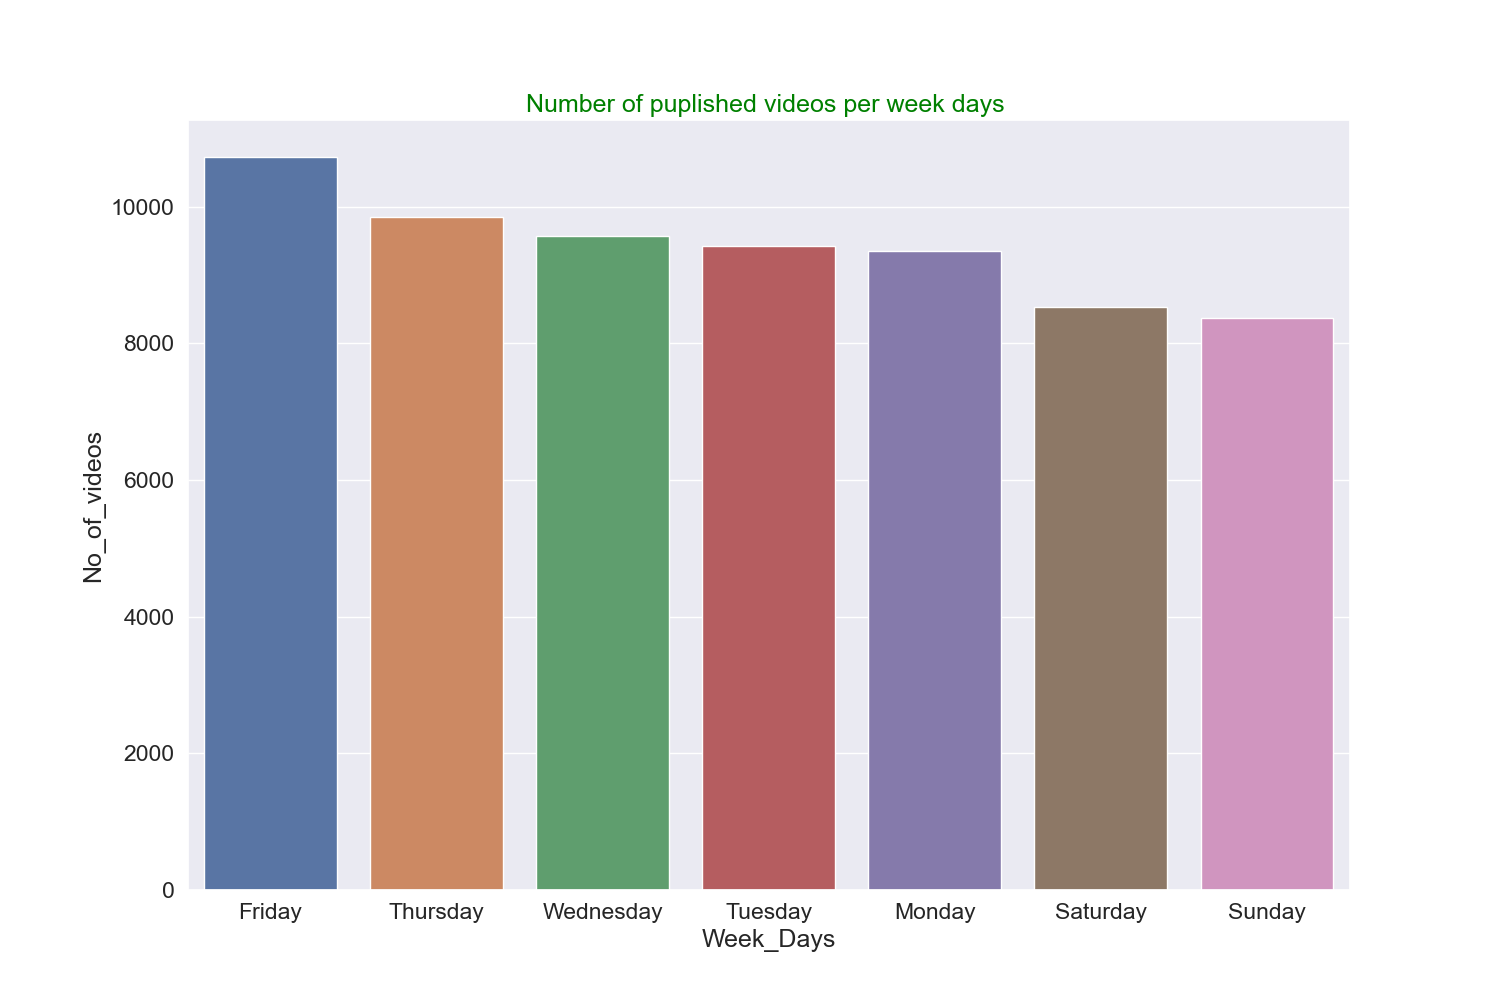 Number of puplished videos per week days
No_of_videos
10000
8000
6000
4000
2000
0
Friday Thursday Wednesday Tuesday Monday Saturday Sunday
Week_Days